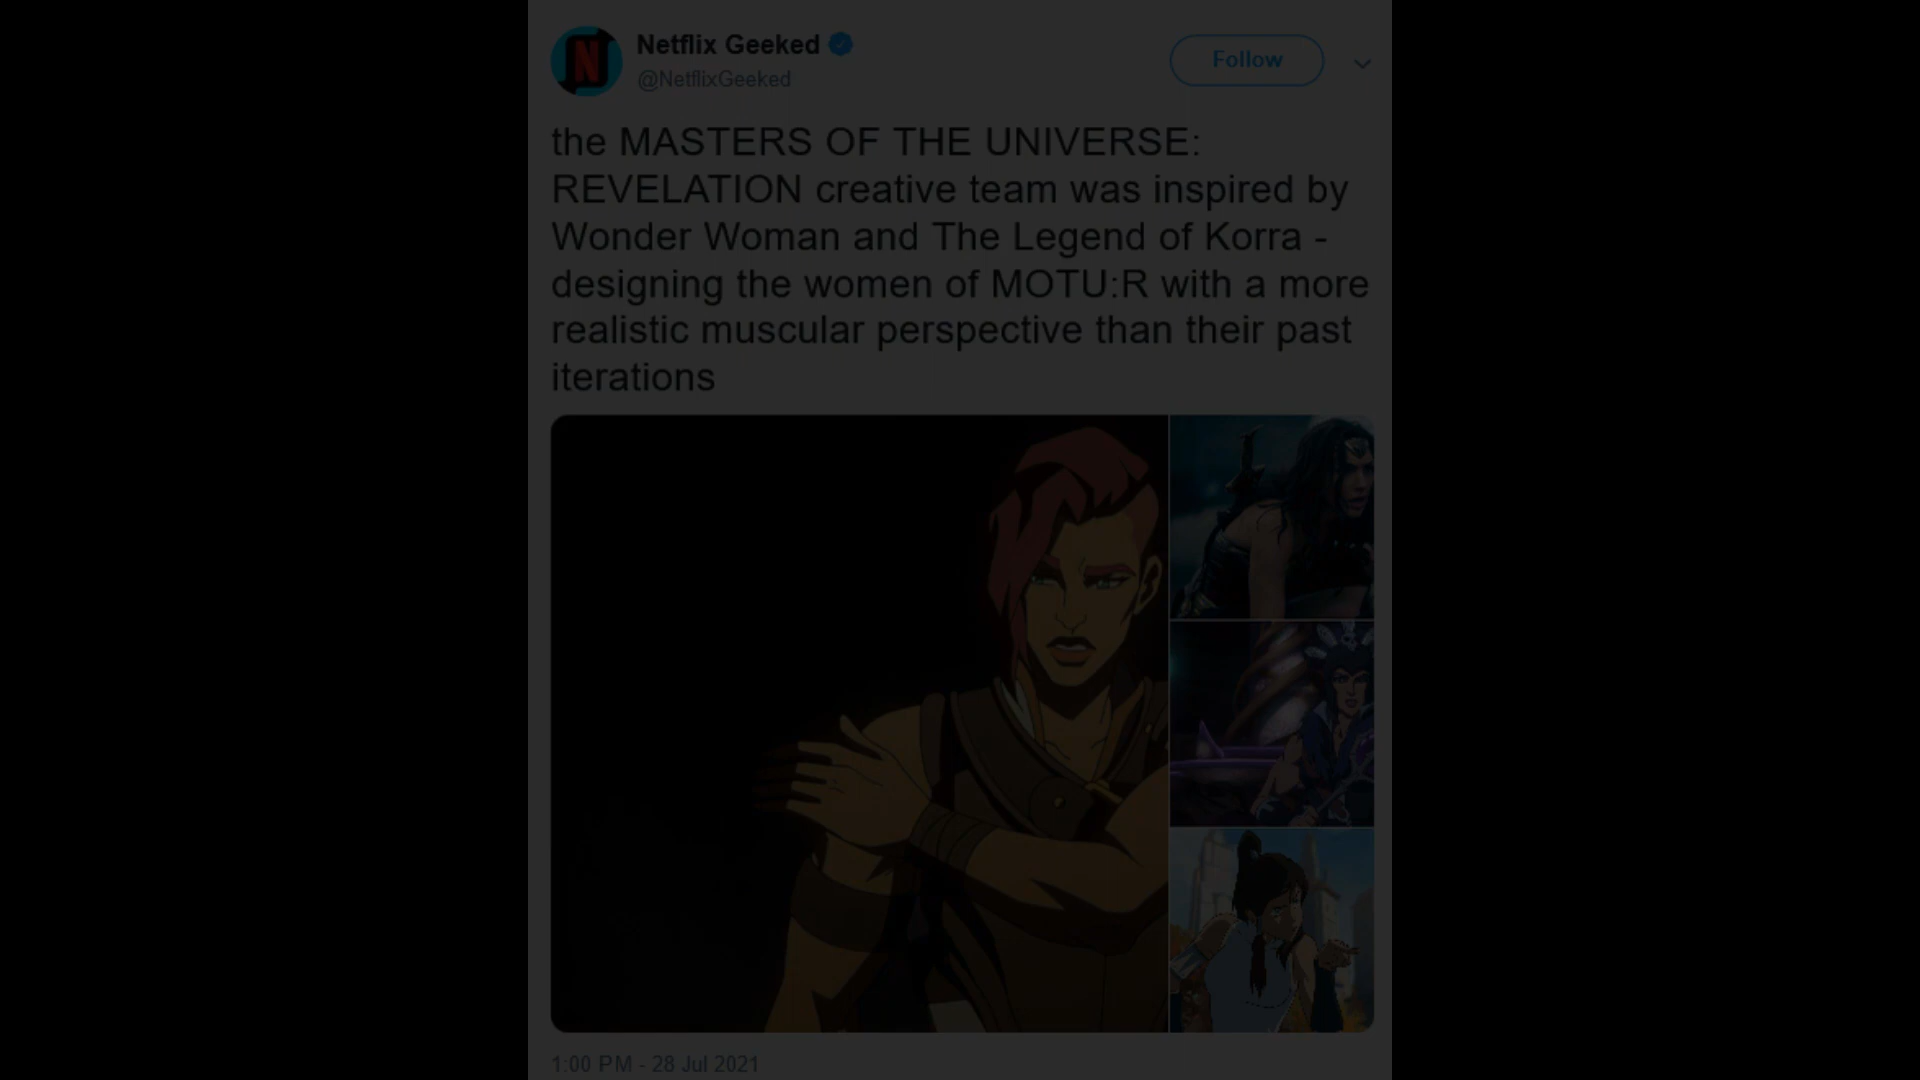 Netflix Geeked
@NetflixGeeked
Follow
the MASTERS OF THE UNIVERSE:
REVELATION creative team was inspired by
Wonder Woman and The Legend of Korra -
designing the women of MOTU:R with a more
realistic muscular perspective than their past
iterations
1:00 PM - 28 Jul 2021